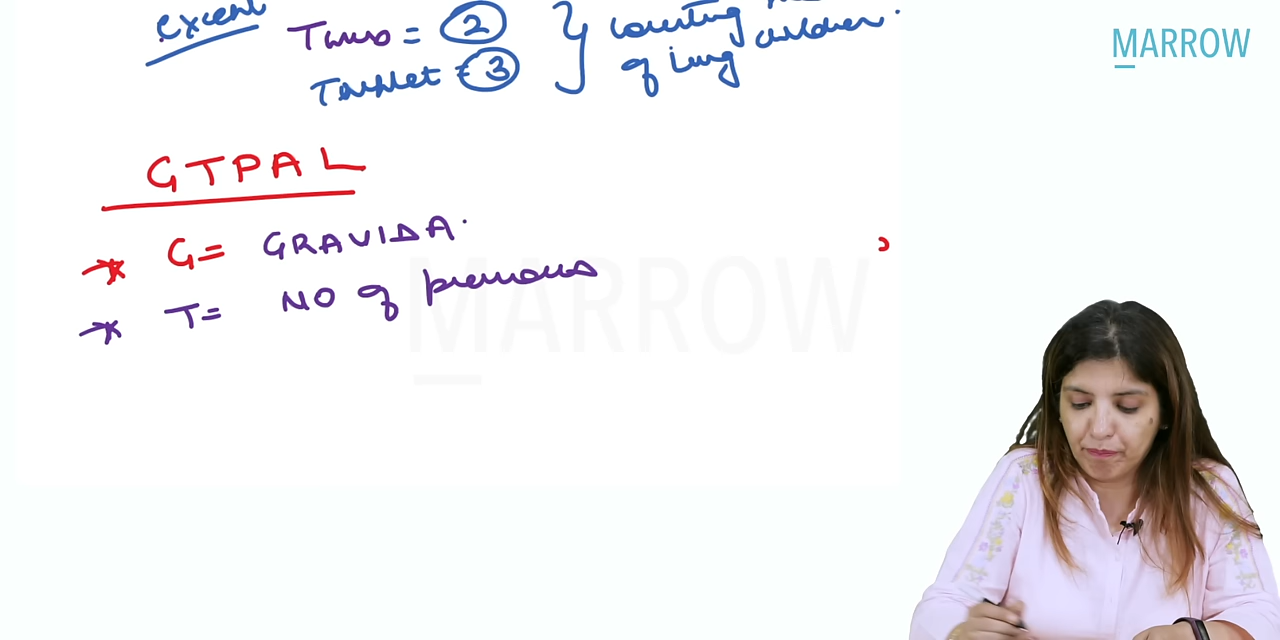 except
Twins = 2
counting
Triplet = 3
of living children.
MARROW
GTPAL
G= GRAVIDA.
T= NO of previous
MARROW